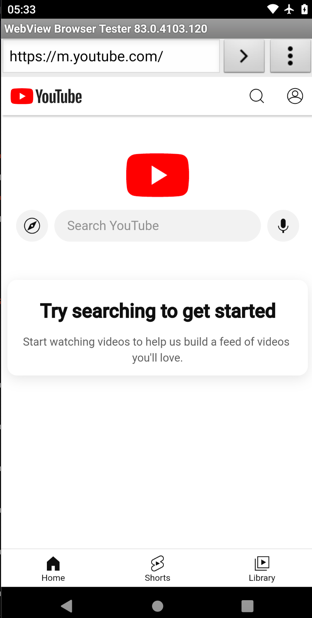 05:33
WebView Browser Tester 83.0.4103.120
https://m.youtube.com/
YouTube
Search YouTube
Try searching to get started
Start watching videos to help us build a feed of videos
you'll love.
Home Shorts Library